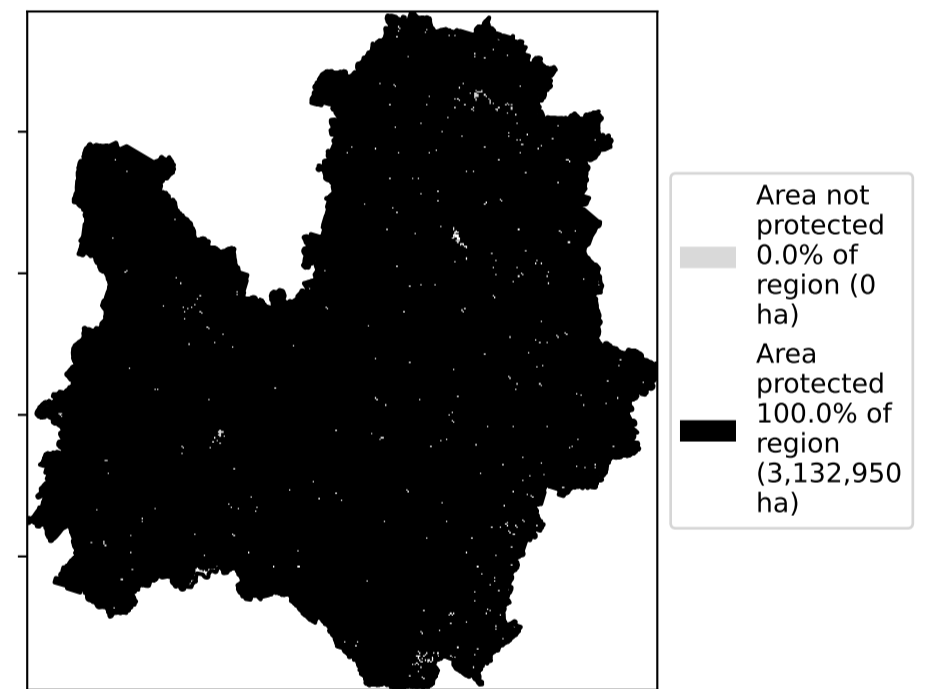 Area not
protected
0.0% of
region (0
ha)
Area
protected
100.0% of
region
(3,132,950
ha)